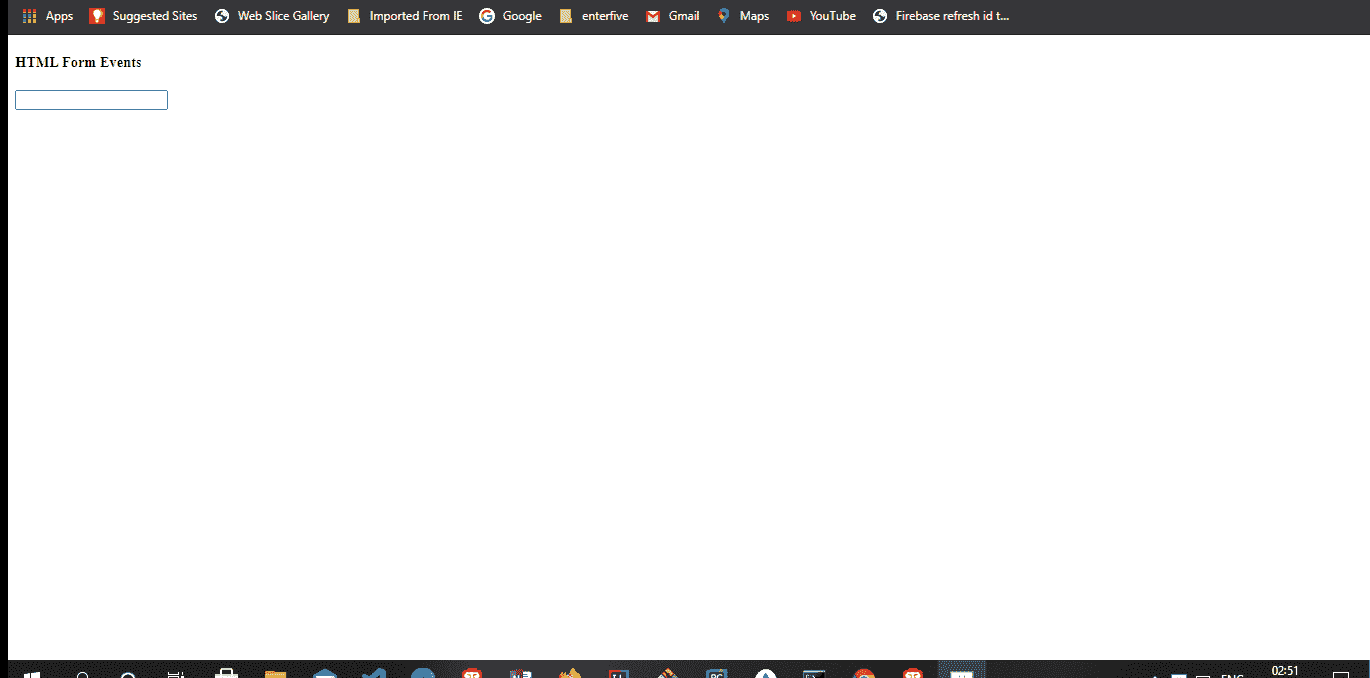 Apps Suggested Sites Web Slice Gallery Imported From IE Google enterfive Gmail Maps YouTube Firebase refresh id t...
HTML Form Events
02:51
ENG